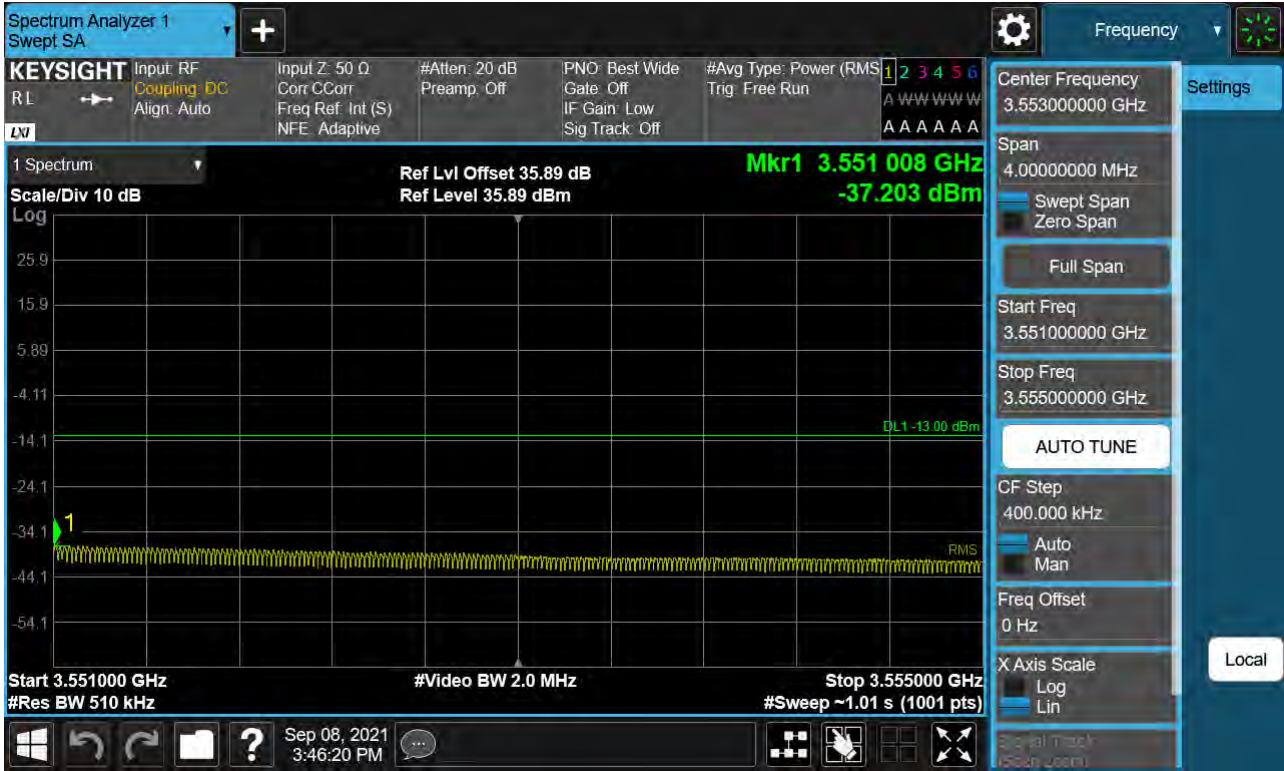 Spectrum Analyzer 1
Swept SA
Frequency
KEYSIGHT
RL
LXI
Input: RF
Coupling: DC
Align: Auto
Input Z: 50 Ω
Corr CCorr
Freq Ref: Int (S)
NFE: Adaptive
#Atten: 20 dB
Preamp: Off
PNO: Best Wide
Gate: Off
IF Gain: Low
Sig Track: Off
#Avg Type: Power (RMS
Trig: Free Run
1 2 3 4 5 6
A W W W W W
A A A A A A
1 Spectrum
Scale/Div 10 dB
Log
Ref Lvl Offset 35.89 dB
Ref Level 35.89 dBm
Mkr1 3.551 008 GHz
-37.203 dBm
25.9
15.9
5.89
-4.11
DL1 -13.00 dBm
-14.1
-24.1
1
-34.1
RMS
-44.1
-54.1
Start 3.551000 GHz
#Video BW 2.0 MHz
Stop 3.555000 GHz
#Res BW 510 kHz
#Sweep ~1.01 s (1001 pts)
Center Frequency
3.553000000 GHz
Settings
Span
4.00000000 MHz
Swept Span
Zero Span
Full Span
Start Freq
3.551000000 GHz
Stop Freq
3.555000000 GHz
AUTO TUNE
CF Step
400.000 kHz
Auto
Man
Freq Offset
0 Hz
X Axis Scale
Log
Lin
Local
Signal Track
(Span Zoom)
?
Sep 08, 2021
3:46:20 PM